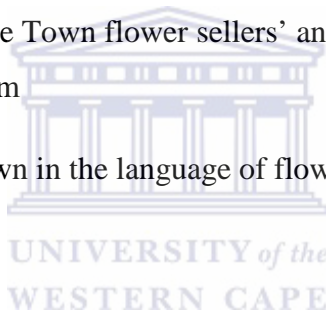 e Town flower sellers’ an
m
wn in the language of flow
UNIVERSITY of the
WESTERN CAPE